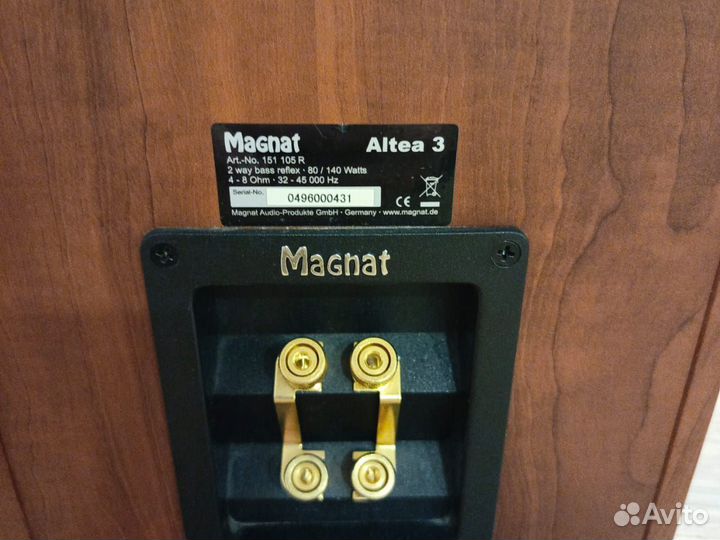 Magnat Altea 3
Art.-No. 151 105 R
2 way bass reflex · 80 / 140 Watts
4 - 8 Ohm · 32 - 45 000 Hz
Serial-No. 0496000431
CE
Magnat Audio-Produkte GmbH · Germany · www.magnat.de
Magnat
Avito